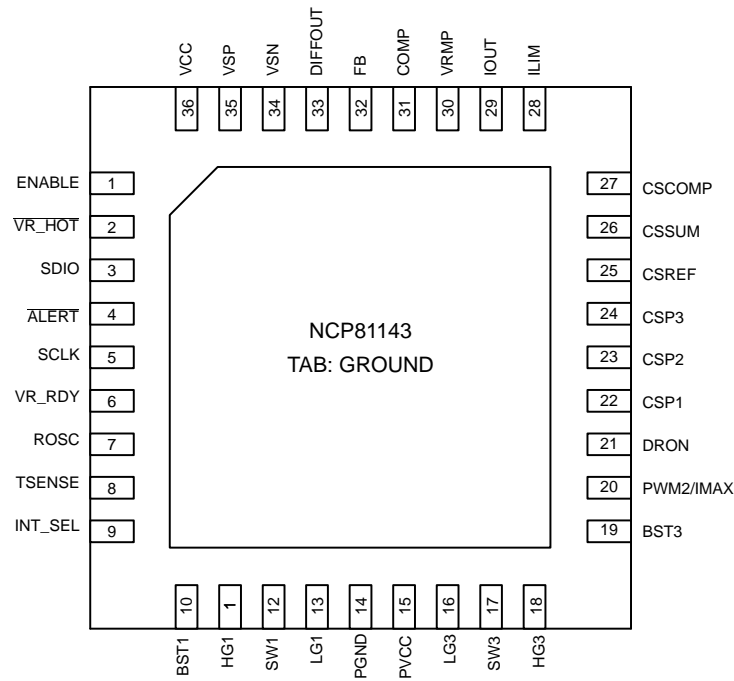 VCC
VSP
VSN
DIFFOUT
FB
COMP
VRMP
IOUT
ILIM
36
35
34
33
32
31
30
29
28
ENABLE 1
VR_HOT 2
SDIO 3
ALERT 4
SCLK 5
VR_RDY 6
ROSC 7
TSENSE 8
INT_SEL 9
NCP81143
TAB: GROUND
27 CSCOMP
26 CSSUM
25 CSREF
24 CSP3
23 CSP2
22 CSP1
21 DRON
20 PWM2/IMAX
19 BST3
10
1
12
13
14
15
16
17
18
BST1
HG1
SW1
LG1
PGND
PVCC
LG3
SW3
HG3